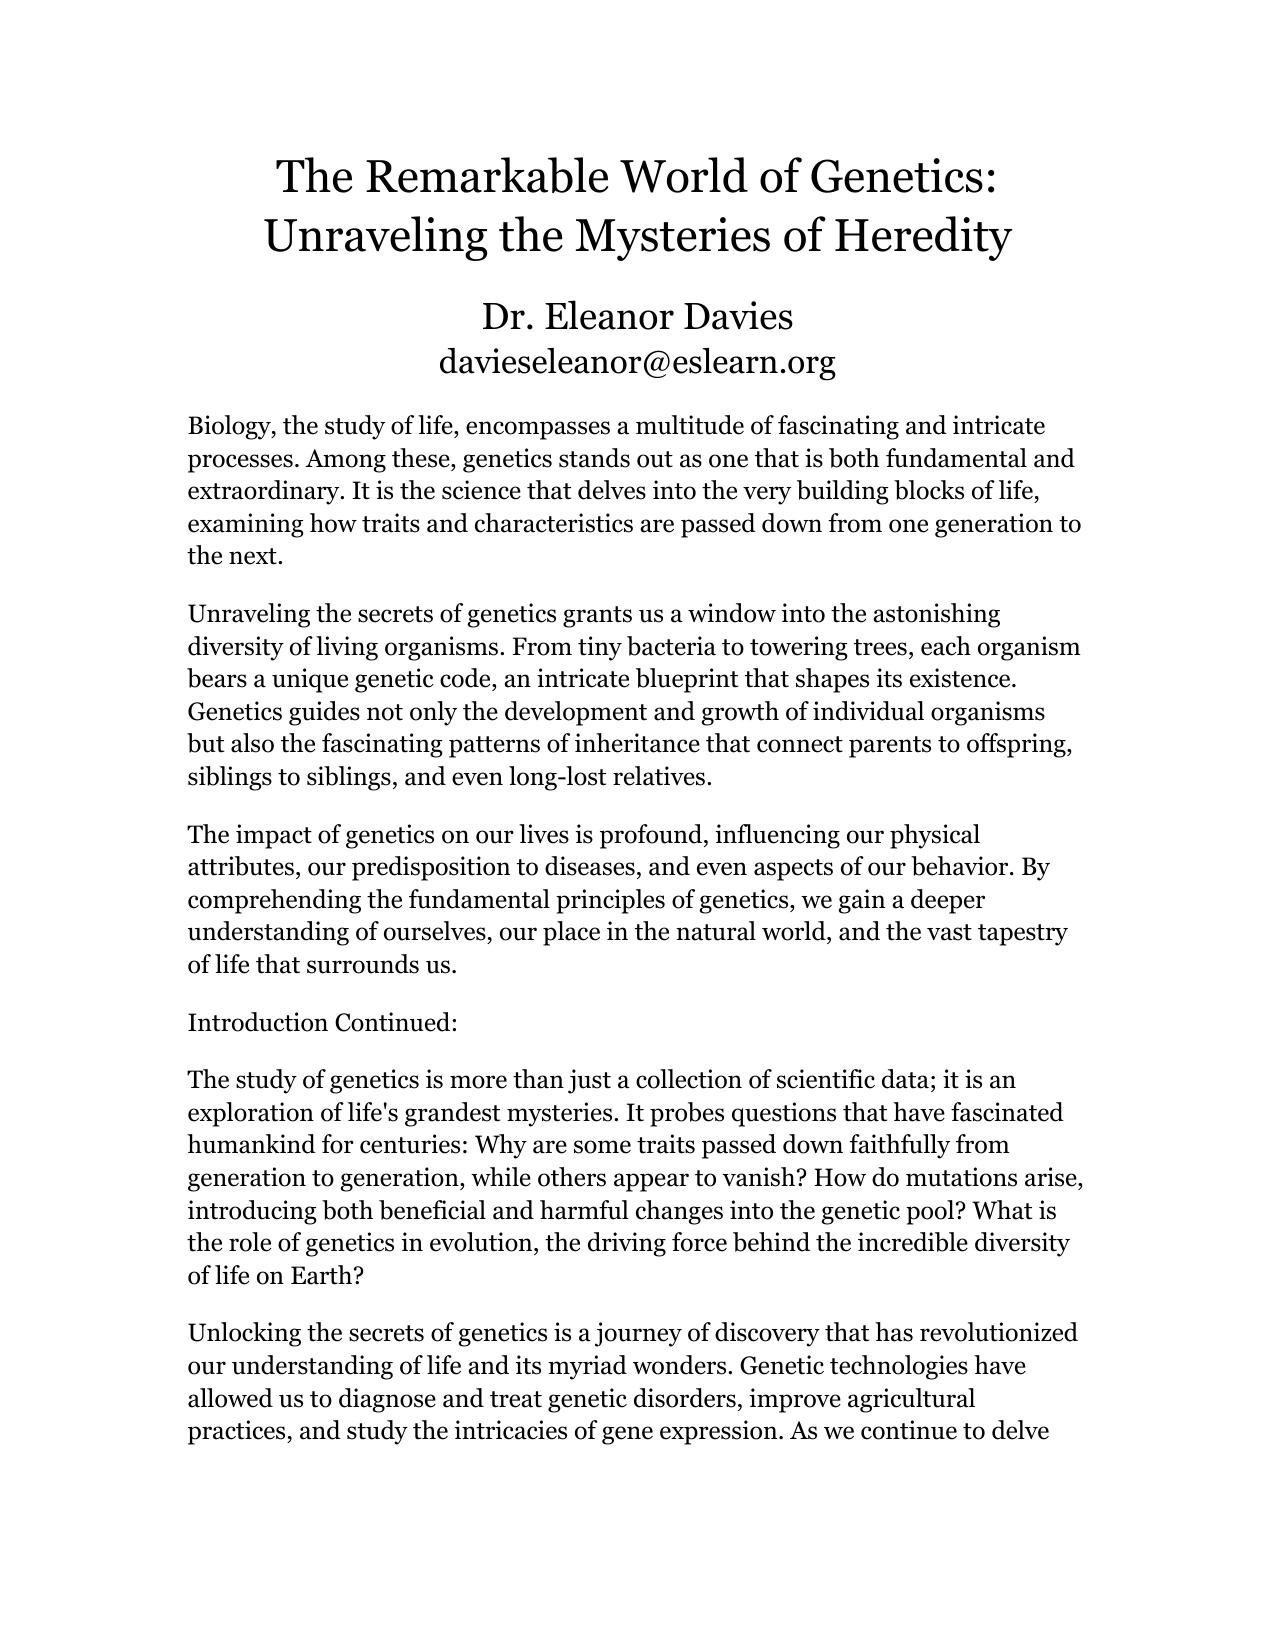 The Remarkable World of Genetics:
Unraveling the Mysteries of Heredity
Dr. Eleanor Davies
davieseleanor@eslearn.org
Biology, the study of life, encompasses a multitude of fascinating and intricate
processes. Among these, genetics stands out as one that is both fundamental and
extraordinary. It is the science that delves into the very building blocks of life,
examining how traits and characteristics are passed down from one generation to
the next.
Unraveling the secrets of genetics grants us a window into the astonishing
diversity of living organisms. From tiny bacteria to towering trees, each organism
bears a unique genetic code, an intricate blueprint that shapes its existence.
Genetics guides not only the development and growth of individual organisms
but also the fascinating patterns of inheritance that connect parents to offspring,
siblings to siblings, and even long-lost relatives.
The impact of genetics on our lives is profound, influencing our physical
attributes, our predisposition to diseases, and even aspects of our behavior. By
comprehending the fundamental principles of genetics, we gain a deeper
understanding of ourselves, our place in the natural world, and the vast tapestry
of life that surrounds us.
Introduction Continued:
The study of genetics is more than just a collection of scientific data; it is an
exploration of life's grandest mysteries. It probes questions that have fascinated
humankind for centuries: Why are some traits passed down faithfully from
generation to generation, while others appear to vanish? How do mutations arise,
introducing both beneficial and harmful changes into the genetic pool? What is
the role of genetics in evolution, the driving force behind the incredible diversity
of life on Earth?
Unlocking the secrets of genetics is a journey of discovery that has revolutionized
our understanding of life and its myriad wonders. Genetic technologies have
allowed us to diagnose and treat genetic disorders, improve agricultural
practices, and study the intricacies of gene expression. As we continue to delve